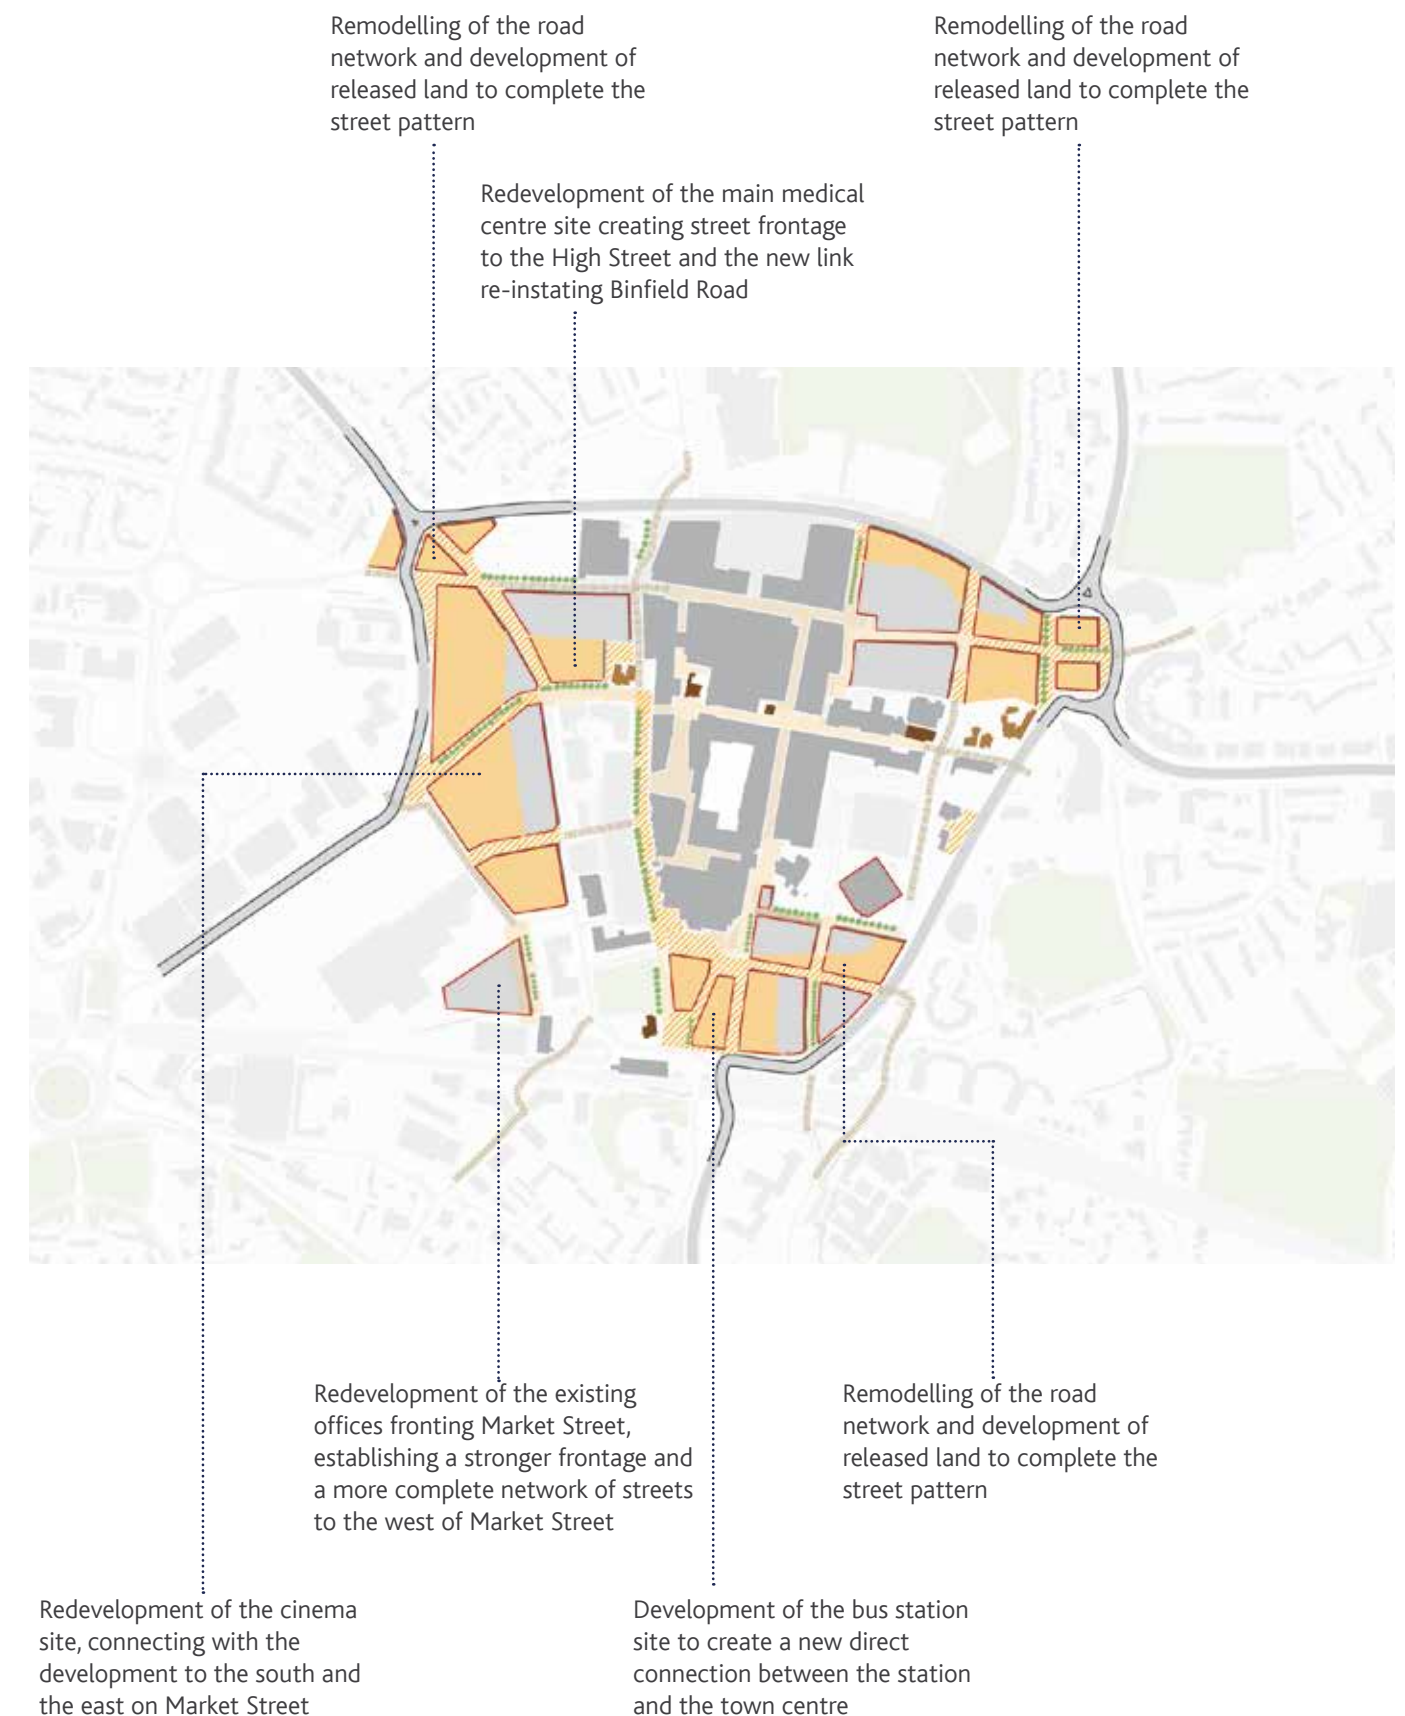 Remodelling of the road
network and development of
released land to complete the
street pattern
Remodelling of the road
network and development of
released land to complete the
street pattern
Redevelopment of the main medical
centre site creating street frontage
to the High Street and the new link
re-instating Binfield Road
Redevelopment of the existing
offices fronting Market Street,
establishing a stronger frontage and
a more complete network of streets
to the west of Market Street
Remodelling of the road
network and development of
released land to complete the
street pattern
Redevelopment of the cinema
site, connecting with the
development to the south and
the east on Market Street
Development of the bus station
site to create a new direct
connection between the station
and the town centre